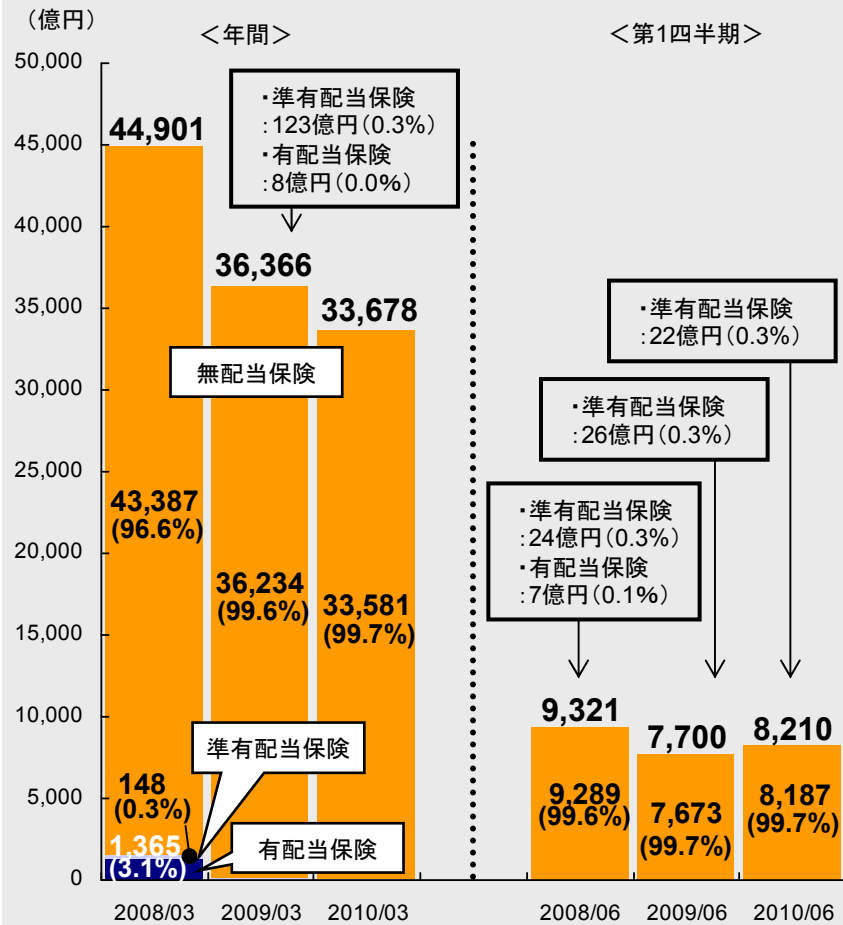 （億円）
＜年間＞
＜第1四半期＞
50,000
45,000
40,000
35,000
30,000
25,000
20,000
15,000
10,000
5,000
0
・準有配当保険
：123億円（0.3%）
・有配当保険
：8億円（0.0%）
44,901
36,366
33,678
無配当保険
43,387
(96.6%)
36,234
(99.6%)
33,581
(99.7%)
準有配当保険
148
(0.3%)
有配当保険
1,365
(3.1%)
・準有配当保険
：22億円（0.3%）
・準有配当保険
：26億円（0.3%）
・準有配当保険
：24億円（0.3%）
・有配当保険
：7億円（0.1%）
9,321
7,700
8,210
9,289
(99.6%)
7,673
(99.7%)
8,187
(99.7%)
2008/03
2009/03
2010/03
2008/06
2009/06
2010/06